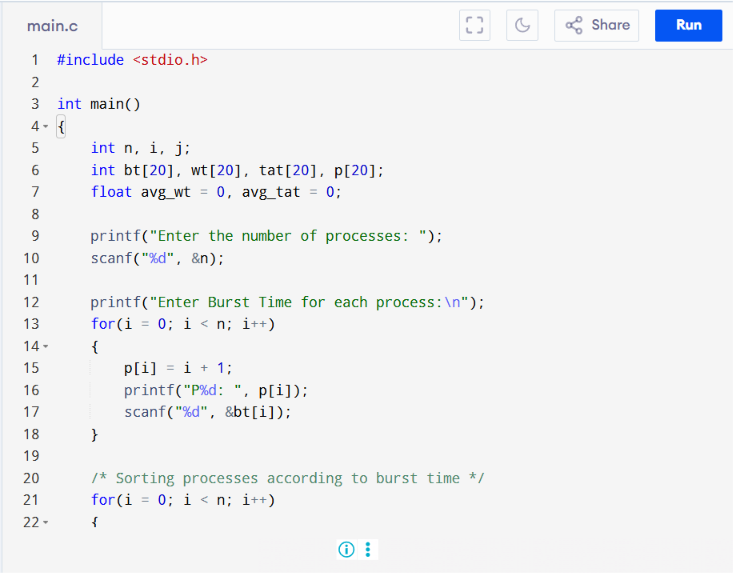 main.c
Share
Run
1 #include <stdio.h>
2
3 int main()
4 {
5 int n, i, j;
6 int bt[20], wt[20], tat[20], p[20];
7 float avg_wt = 0, avg_tat = 0;
8
9 printf("Enter the number of processes: ");
10 scanf("%d", &n);
11
12 printf("Enter Burst Time for each process:\n");
13 for(i = 0; i < n; i++)
14 {
15 p[i] = i + 1;
16 printf("P%d: ", p[i]);
17 scanf("%d", &bt[i]);
18 }
19
20 /* Sorting processes according to burst time */
21 for(i = 0; i < n; i++)
22 {